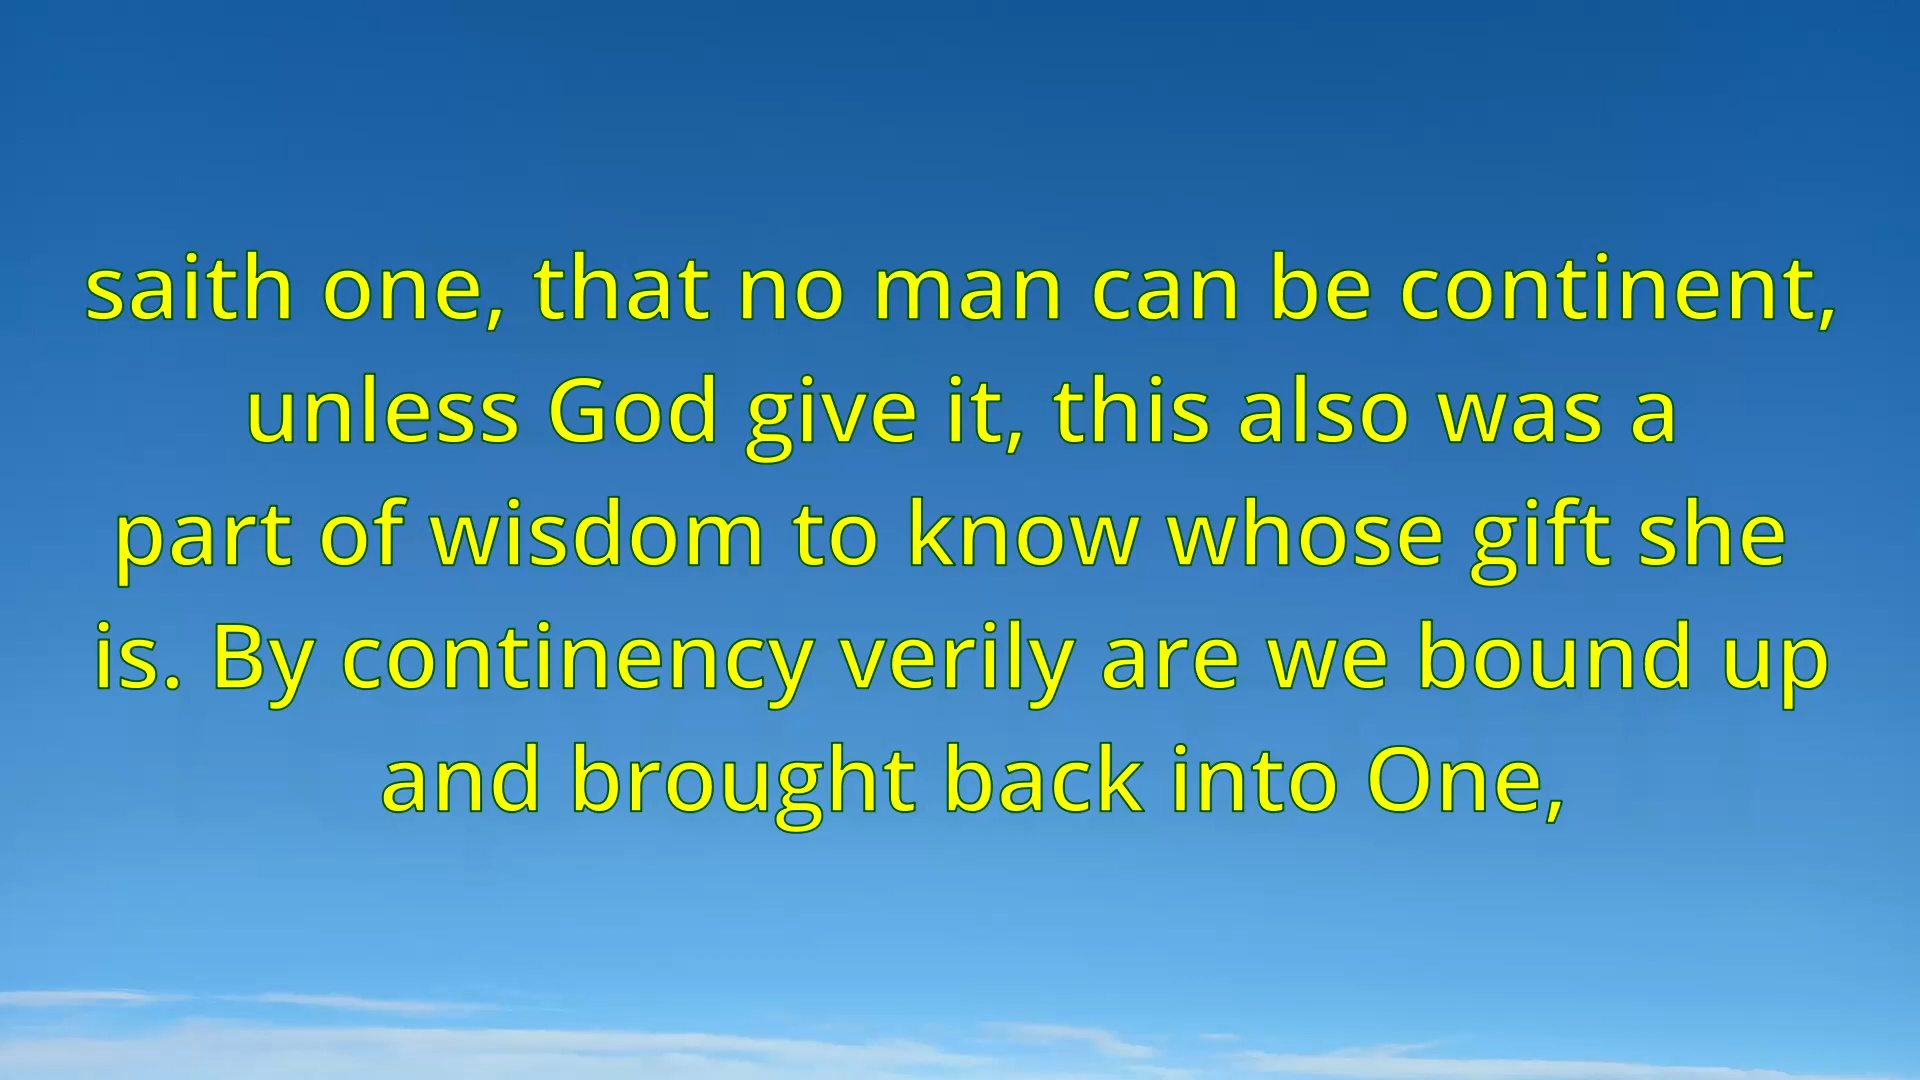 saith one, that no man can be continent,
unless God give it, this also was a
part of wisdom to know whose gift she
is. By continency verily are we bound up
and brought back into One,